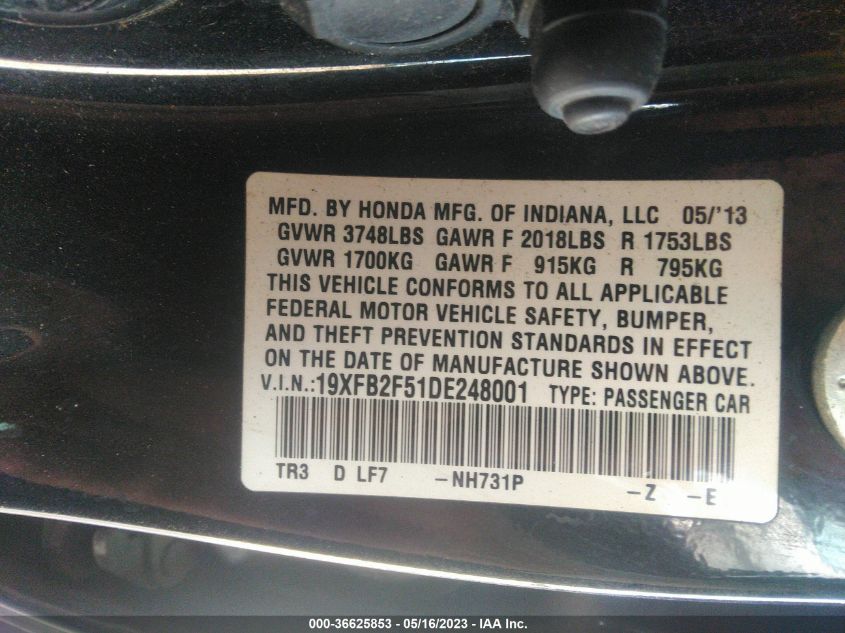 MFD. BY HONDA MFG. OF INDIANA, LLC 05/'13
GVWR 3748LBS GAWR F 2018LBS R 1753LBS
GVWR 1700KG GAWR F 915KG R 795KG
THIS VEHICLE CONFORMS TO ALL APPLICABLE
FEDERAL MOTOR VEHICLE SAFETY, BUMPER,
AND THEFT PREVENTION STANDARDS IN EFFECT
ON THE DATE OF MANUFACTURE SHOWN ABOVE.
V.I.N.:19XFB2F51DE248001 TYPE: PASSENGER CAR
TR3 D LF7 -NH731P -Z -E
000-36625853 - 05/16/2023 - IAA Inc.